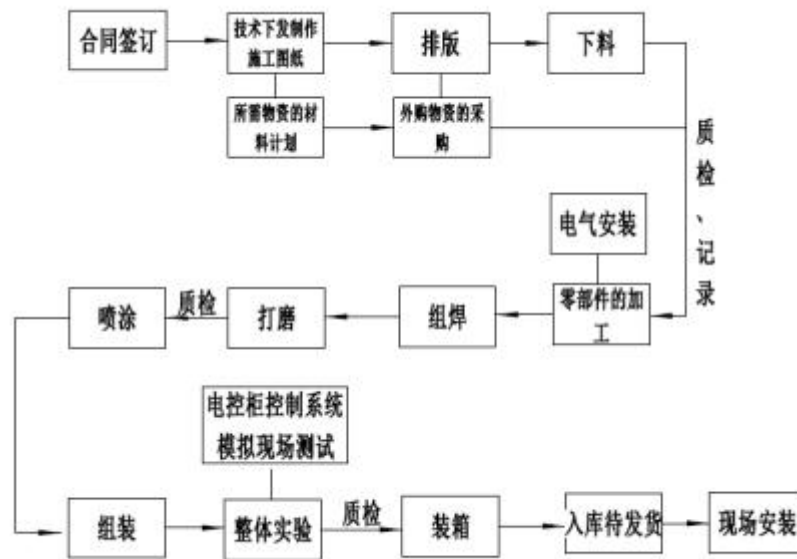 合同签订
技术下发制作
施工图纸
排版
下料
所需物资的材
料计划
外购物资的采
购
质
检
、
记
录
电气安装
喷涂
质检
打磨
组焊
零部件的加
工
电控柜控制系统
模拟现场测试
组装
整体实验
质检
装箱
入库待发货
现场安装